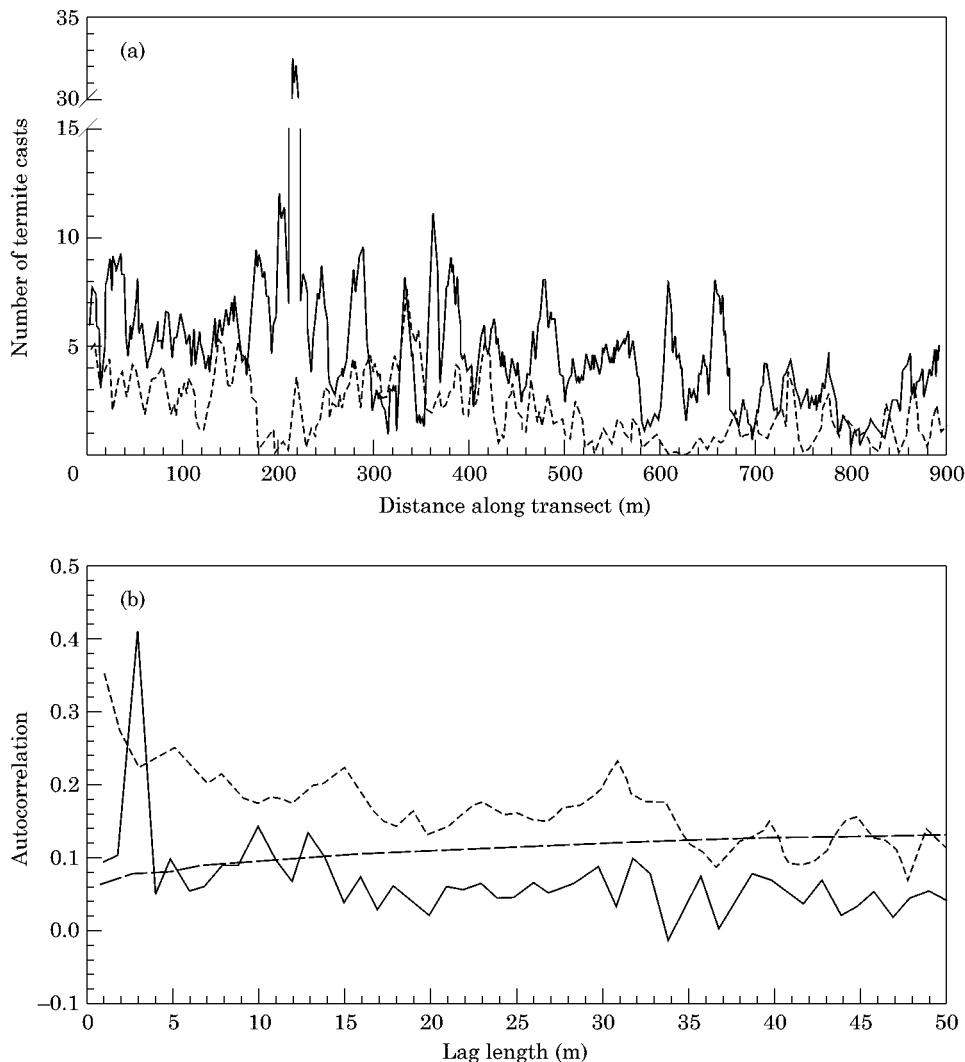 35
(a)
30
15
10
5
Number of termite casts
0 100 200 300 400 500 600 700 800 900
Distance along transect (m)
0.5
(b)
0.4
0.3
0.2
0.1
0.0
–0.1
Autocorrelation
0 5 10 15 20 25 30 35 40 45 50
Lag length (m)